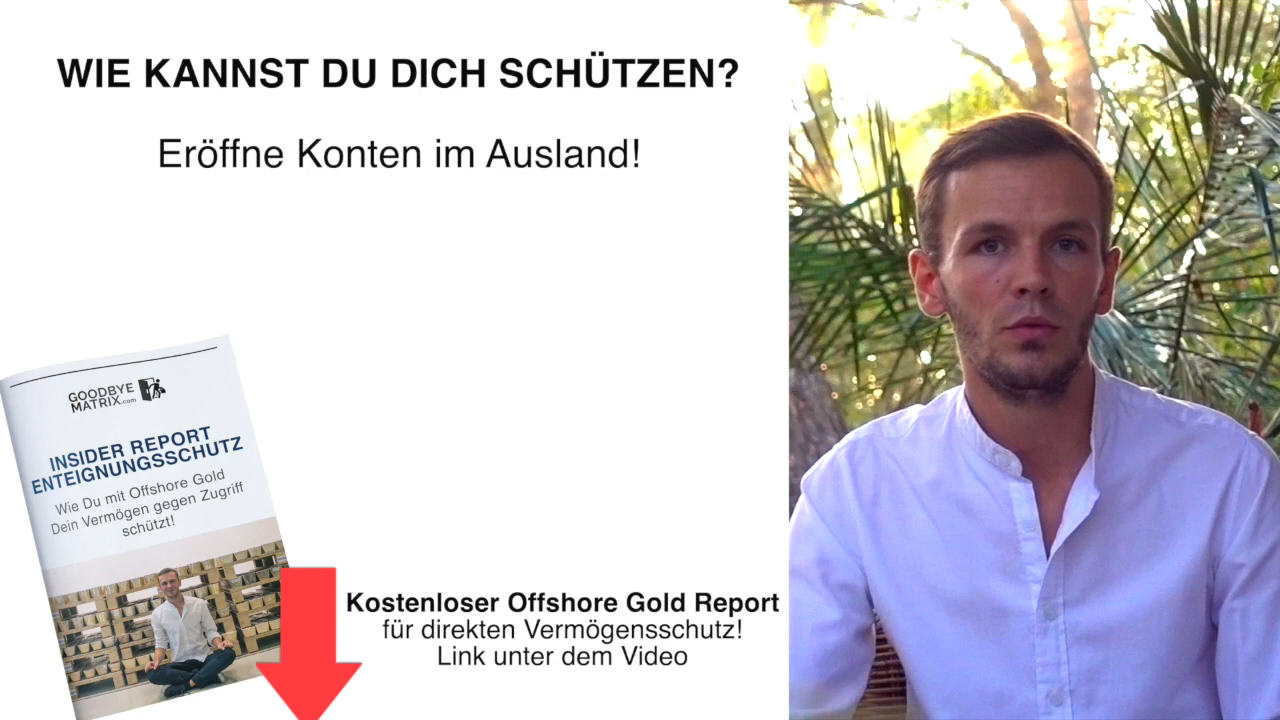 WIE KANNST DU DICH SCHÜTZEN?
Eröffne Konten im Ausland!
GOODBYE
MATRIX.com
INSIDER REPORT
ENTEIGNUNGSSCHUTZ
Wie Du mit Offshore Gold
Dein Vermögen gegen Zugriff
schützt!
Kostenloser Offshore Gold Report
für direkten Vermögensschutz!
Link unter dem Video